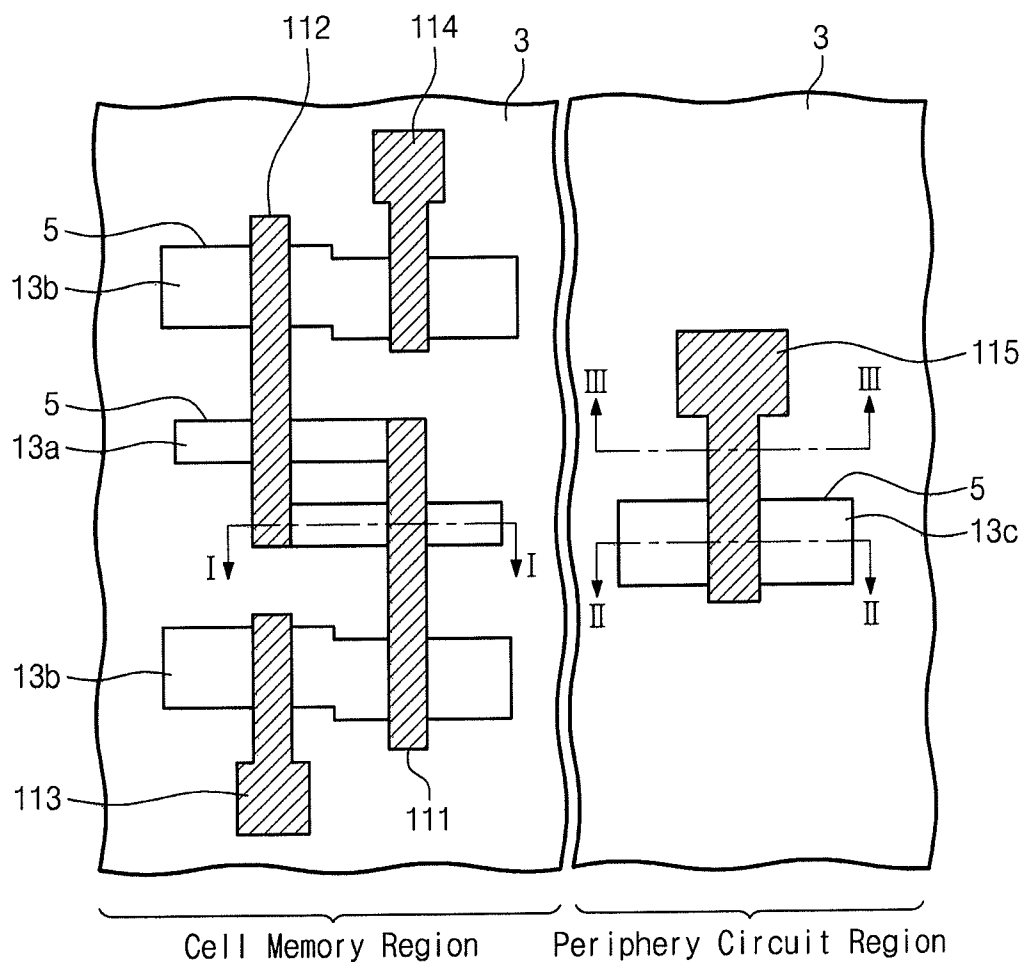 112
114
3
3
5
13b
115
III
III
5
13a
5
13c
I
I
II
II
13b
113
111
Cell Memory Region
Periphery Circuit Region